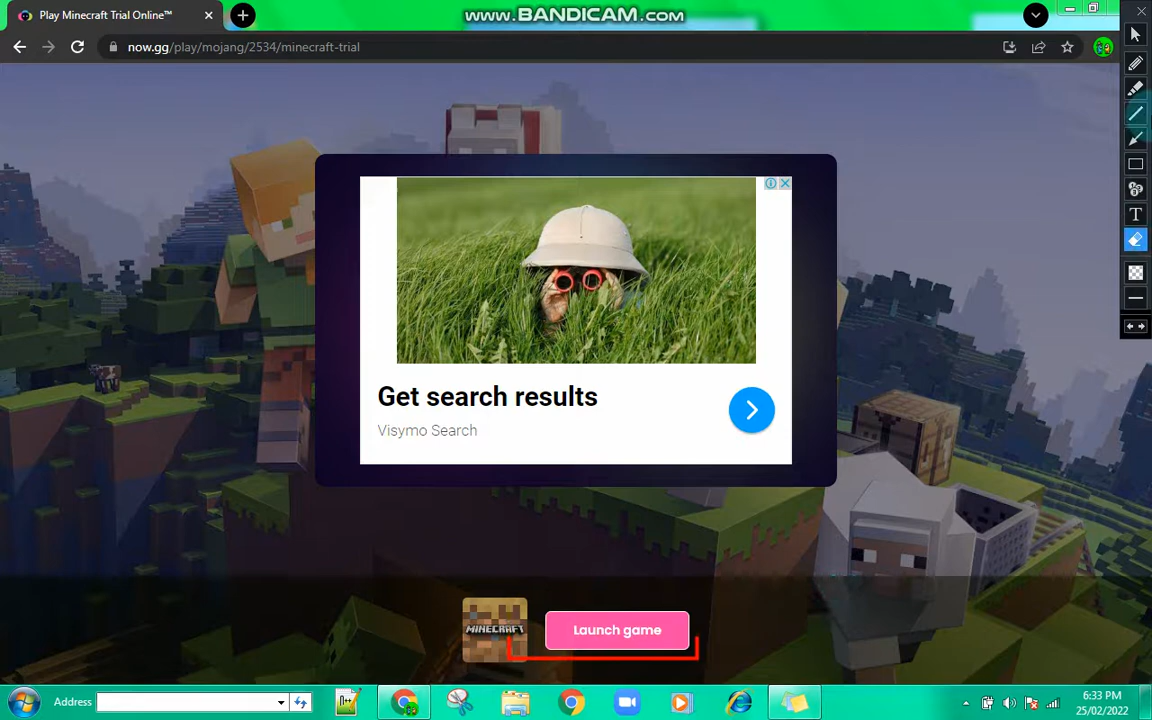 Play Minecraft Trial Online™
www.BANDICAM.com
now.gg/play/mojang/2534/minecraft-trial
Get search results
Visymo Search
MINECRAFT
Launch game
Address
6:33 PM
25/02/2022